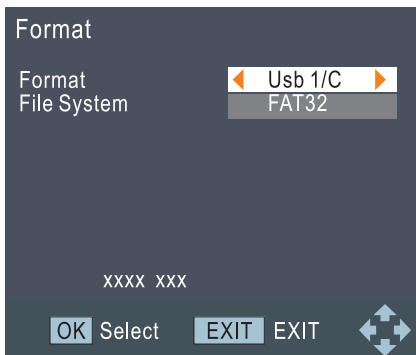 Format
Format Usb 1/C
File System FAT32
xxxx xxx
OK Select EXIT EXIT